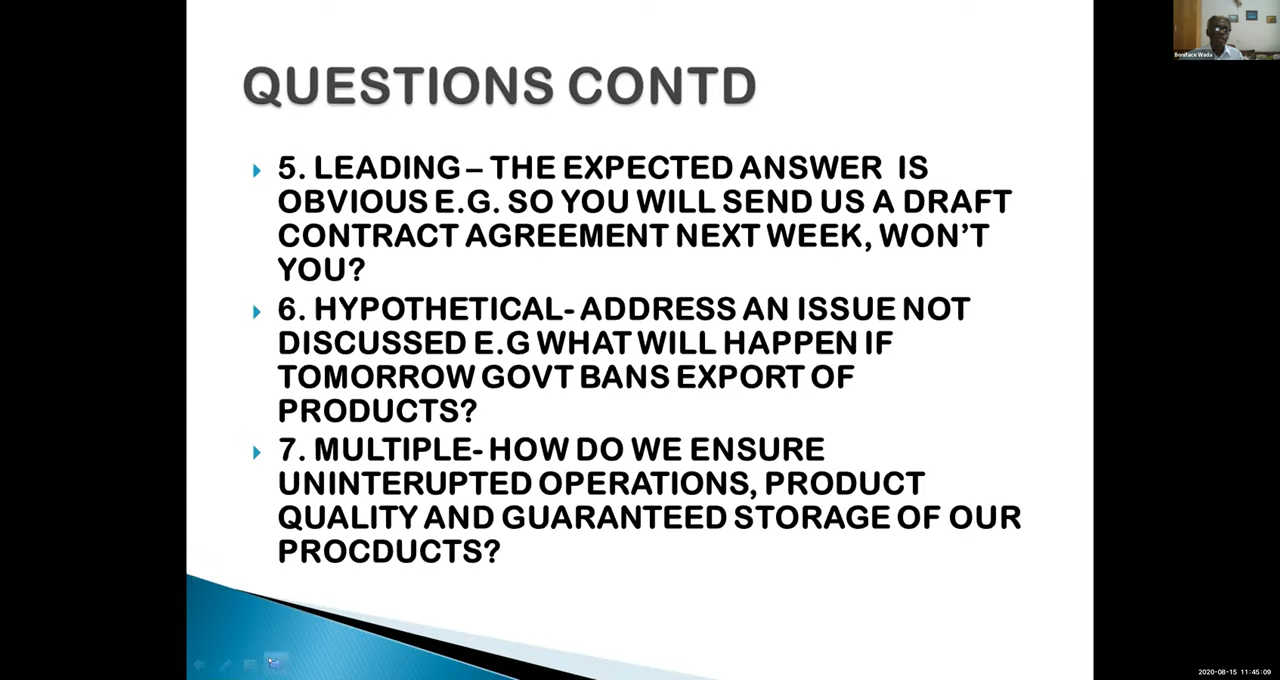 Boniface Wada
QUESTIONS CONTD
5. LEADING – THE EXPECTED ANSWER IS
OBVIOUS E.G. SO YOU WILL SEND US A DRAFT
CONTRACT AGREEMENT NEXT WEEK, WON'T
YOU?
6. HYPOTHETICAL- ADDRESS AN ISSUE NOT
DISCUSSED E.G WHAT WILL HAPPEN IF
TOMORROW GOVT BANS EXPORT OF
PRODUCTS?
7. MULTIPLE- HOW DO WE ENSURE
UNINTERUPTED OPERATIONS, PRODUCT
QUALITY AND GUARANTEED STORAGE OF OUR
PROCDUCTS?
2020-08-15 11:45:09